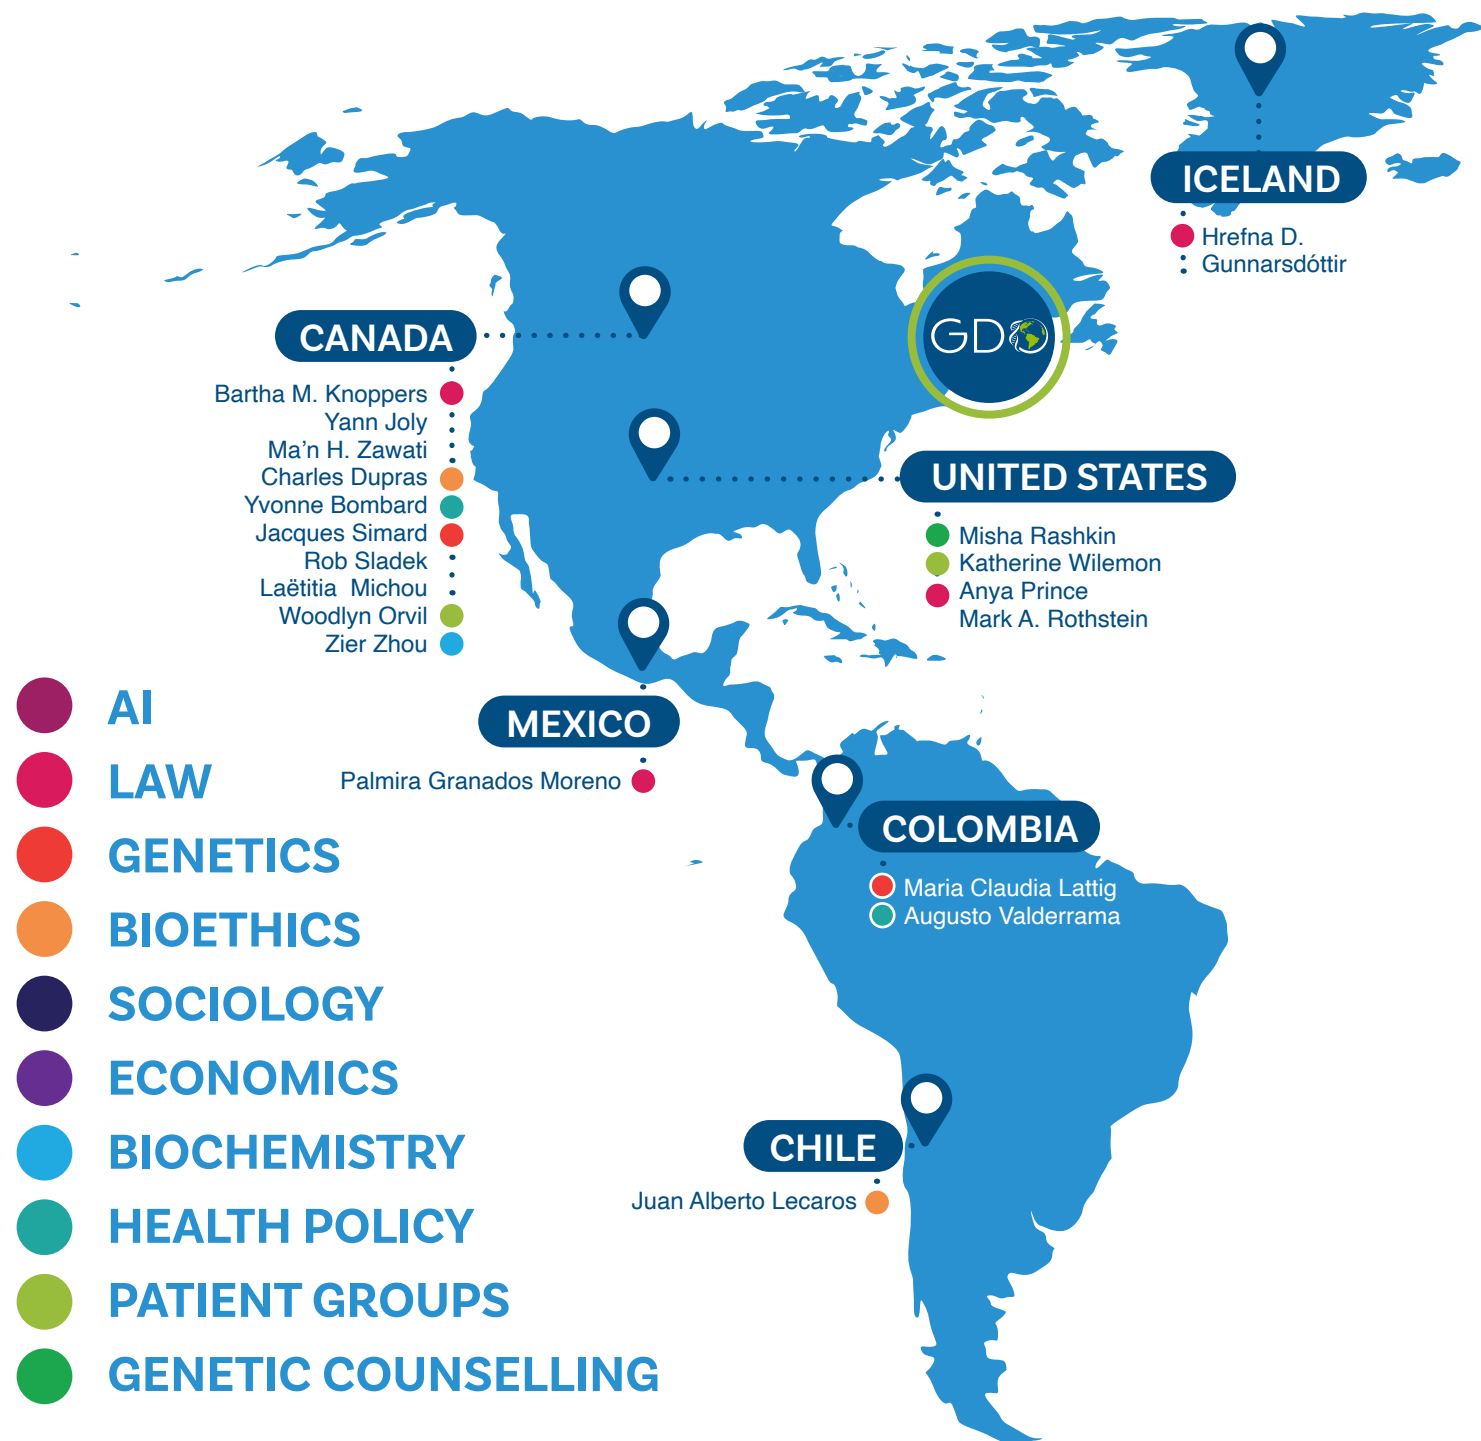 ICELAND
Hrefna D.
Gunnarsdóttir
GDO
CANADA
Bartha M. Knoppers
Yann Joly
Ma'n H. Zawati
Charles Dupras
Yvonne Bombard
Jacques Simard
Rob Sladek
Laëtitia Michou
Woodlyn Orvil
Zier Zhou
UNITED STATES
Misha Rashkin
Katherine Wilemon
Anya Prince
Mark A. Rothstein
MEXICO
Palmira Granados Moreno
COLOMBIA
Maria Claudia Lattig
Augusto Valderrama
CHILE
Juan Alberto Lecaros
AI
LAW
GENETICS
BIOETHICS
SOCIOLOGY
ECONOMICS
BIOCHEMISTRY
HEALTH POLICY
PATIENT GROUPS
GENETIC COUNSELLING